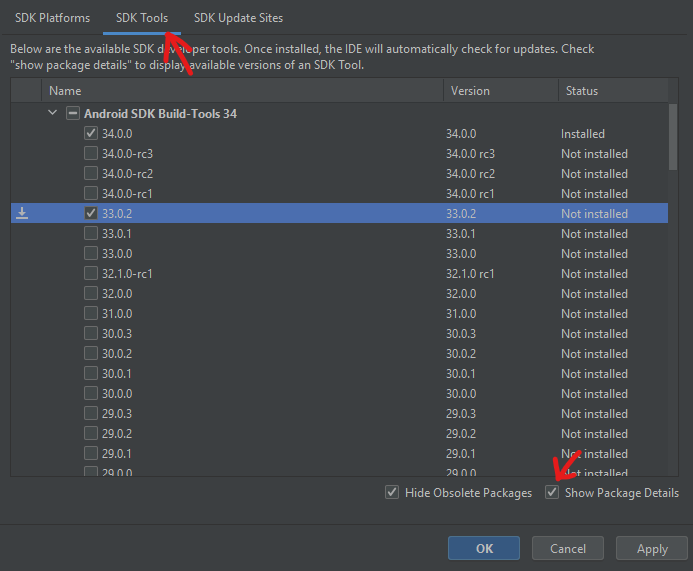 SDK Platforms SDK Tools SDK Update Sites
Below are the available SDK developer tools. Once installed, the IDE will automatically check for updates. Check
"show package details" to display available versions of an SDK Tool.
Name Version Status
Android SDK Build-Tools 34
34.0.0 34.0.0 Installed
34.0.0-rc3 34.0.0 rc3 Not installed
34.0.0-rc2 34.0.0 rc2 Not installed
34.0.0-rc1 34.0.0 rc1 Not installed
33.0.2 33.0.2 Not installed
33.0.1 33.0.1 Not installed
33.0.0 33.0.0 Not installed
32.1.0-rc1 32.1.0 rc1 Not installed
32.0.0 32.0.0 Not installed
31.0.0 31.0.0 Not installed
30.0.3 30.0.3 Not installed
30.0.2 30.0.2 Not installed
30.0.1 30.0.1 Not installed
30.0.0 30.0.0 Not installed
29.0.3 29.0.3 Not installed
29.0.2 29.0.2 Not installed
29.0.1 29.0.1 Not installed
29.0.0 29.0.0 Not installed
Hide Obsolete Packages Show Package Details
OK Cancel Apply